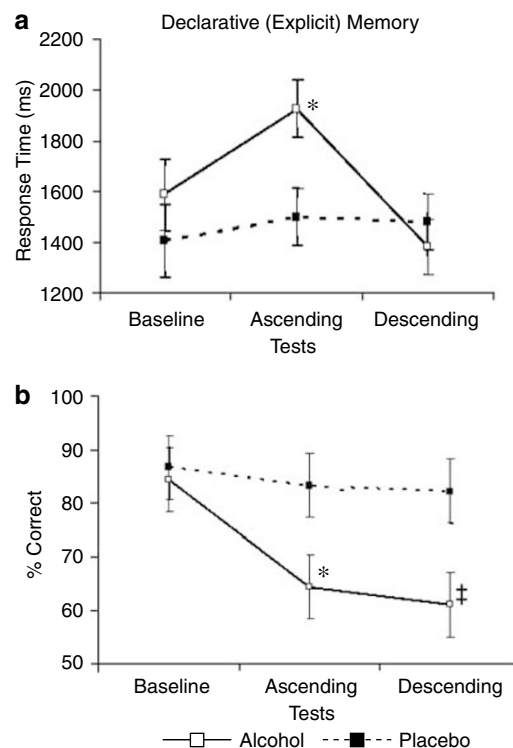 a
Declarative (Explicit) Memory
Response Time (ms)
2200
2000
1800
1600
1400
1200
*
Baseline Ascending Descending
Tests
b
% Correct
100
90
80
70
60
50
*
‡
Baseline Ascending Descending
Tests
Alcohol Placebo